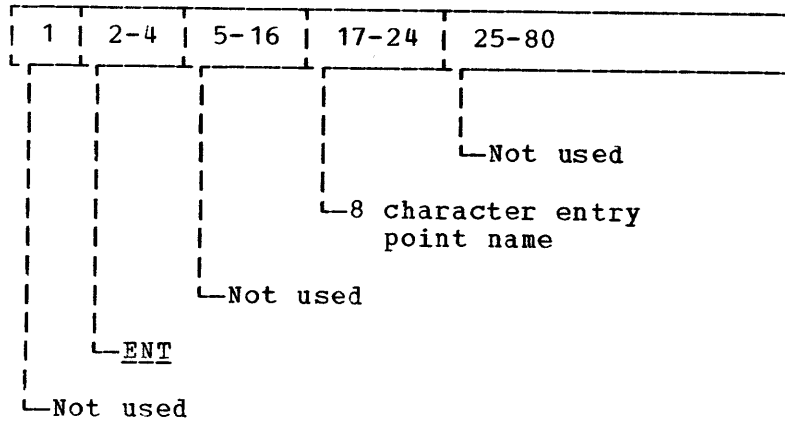 1 2-4 5-16 17-24 25-80
Not used
8 character entry
point name
Not used
ENT
Not used